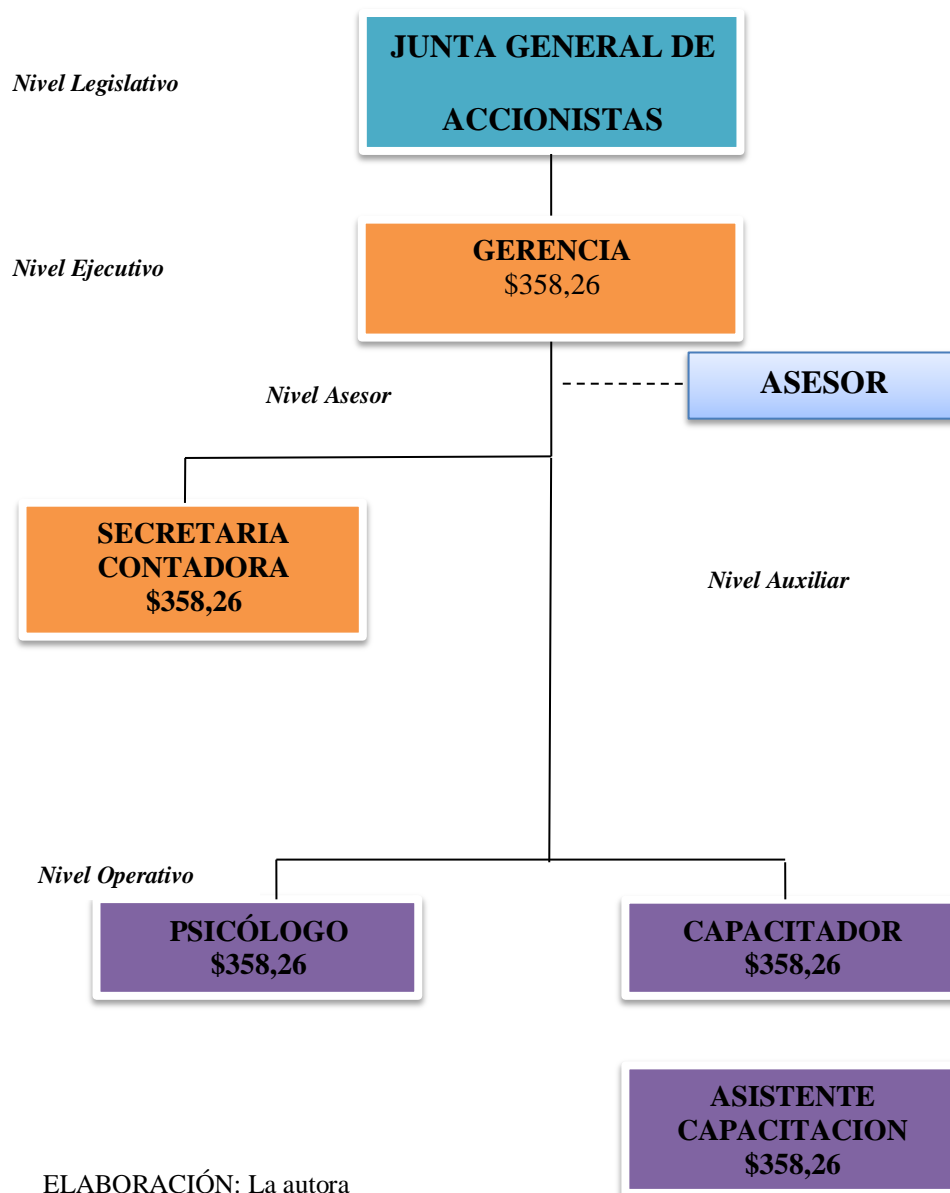 JUNTA GENERAL DE
ACCIONISTAS
Nivel Legislativo
GERENCIA
$358,26
Nivel Ejecutivo
ASESOR
Nivel Asesor
SECRETARIA
CONTADORA
$358,26
Nivel Auxiliar
Nivel Operativo
PSICÓLOGO
$358,26
CAPACITADOR
$358,26
ASISTENTE
CAPACITACION
$358,26
ELABORACIÓN: La autora